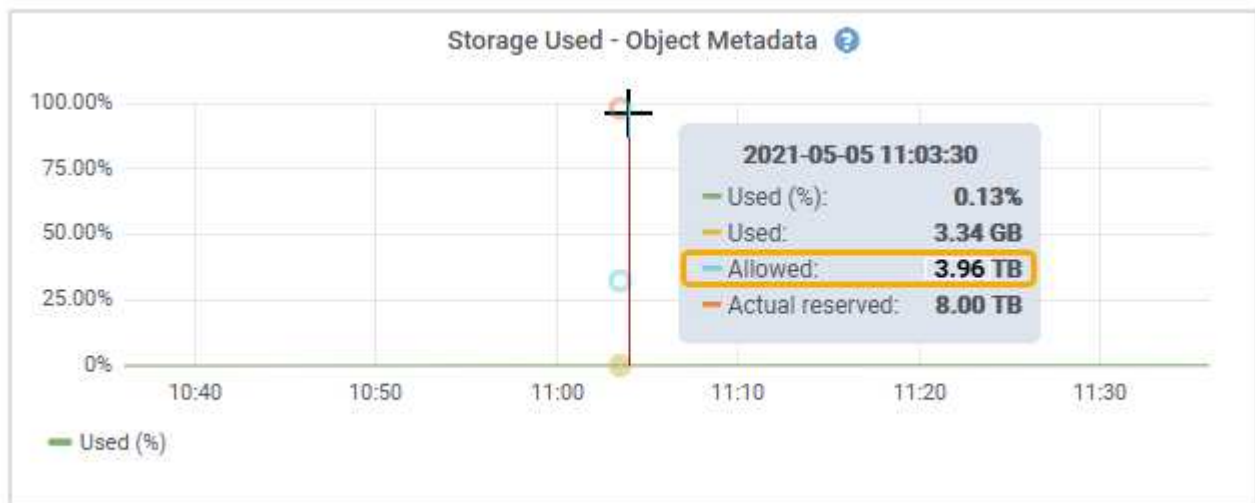 Storage Used - Object Metadata ?
100.00%
75.00%
50.00%
25.00%
0%
2021-05-05 11:03:30
Used (%): 0.13%
Used: 3.34 GB
Allowed: 3.96 TB
Actual reserved: 8.00 TB
10:40 10:50 11:00 11:10 11:20 11:30
Used (%)